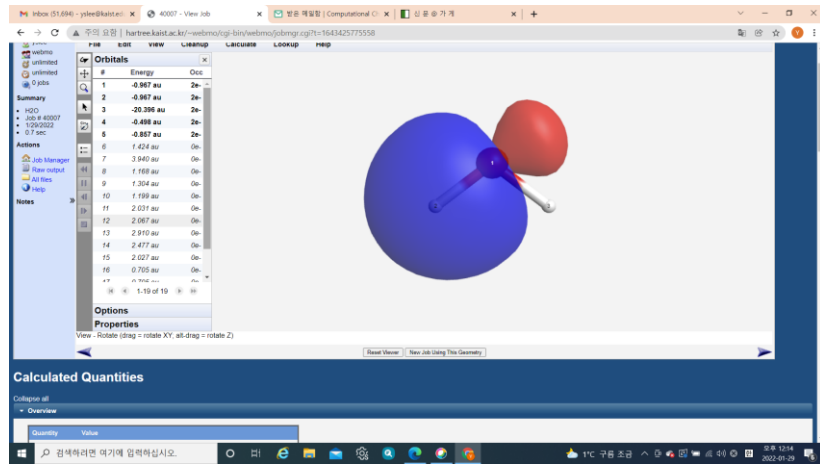 Inbox (51,694) - yslee@kaist.ed
40007 - View Job
받은 메일함 | Computational Ch
신 윤 승 가 계
주의 요함 | hartree.kaist.ac.kr/~webmo/cgi-bin/webmo/jobmgr.cgi?t=1643425775558
File Edit View Cleanup Calculate Lookup Help
webmo
unlimited
unlimited
0 jobs
Summary
H2O
Job # 40007
1/29/2022
0.7 sec
Actions
Job Manager
Raw output
All files
Help
Notes
Orbitals
# Energy Occ
1 -0.967 au 2e-
2 -0.967 au 2e-
3 -20.396 au 2e-
4 -0.498 au 2e-
5 -0.857 au 2e-
6 1.424 au 0e-
7 3.940 au 0e-
8 1.168 au 0e-
9 1.304 au 0e-
10 1.199 au 0e-
11 2.031 au 0e-
12 2.067 au 0e-
13 2.910 au 0e-
14 2.477 au 0e-
15 2.027 au 0e-
16 0.705 au 0e-
17 0.706 au 0e-
1-19 of 19
Options
Properties
View - Rotate (drag = rotate XY; alt-drag = rotate Z)
Reset Viewer
New Job Using This Geometry
Calculated Quantities
Collapse all
Overview
Quantity Value
검색하려면 여기에 입력하십시오.
1°C 구름 조금
오후 12:14
2022-01-29